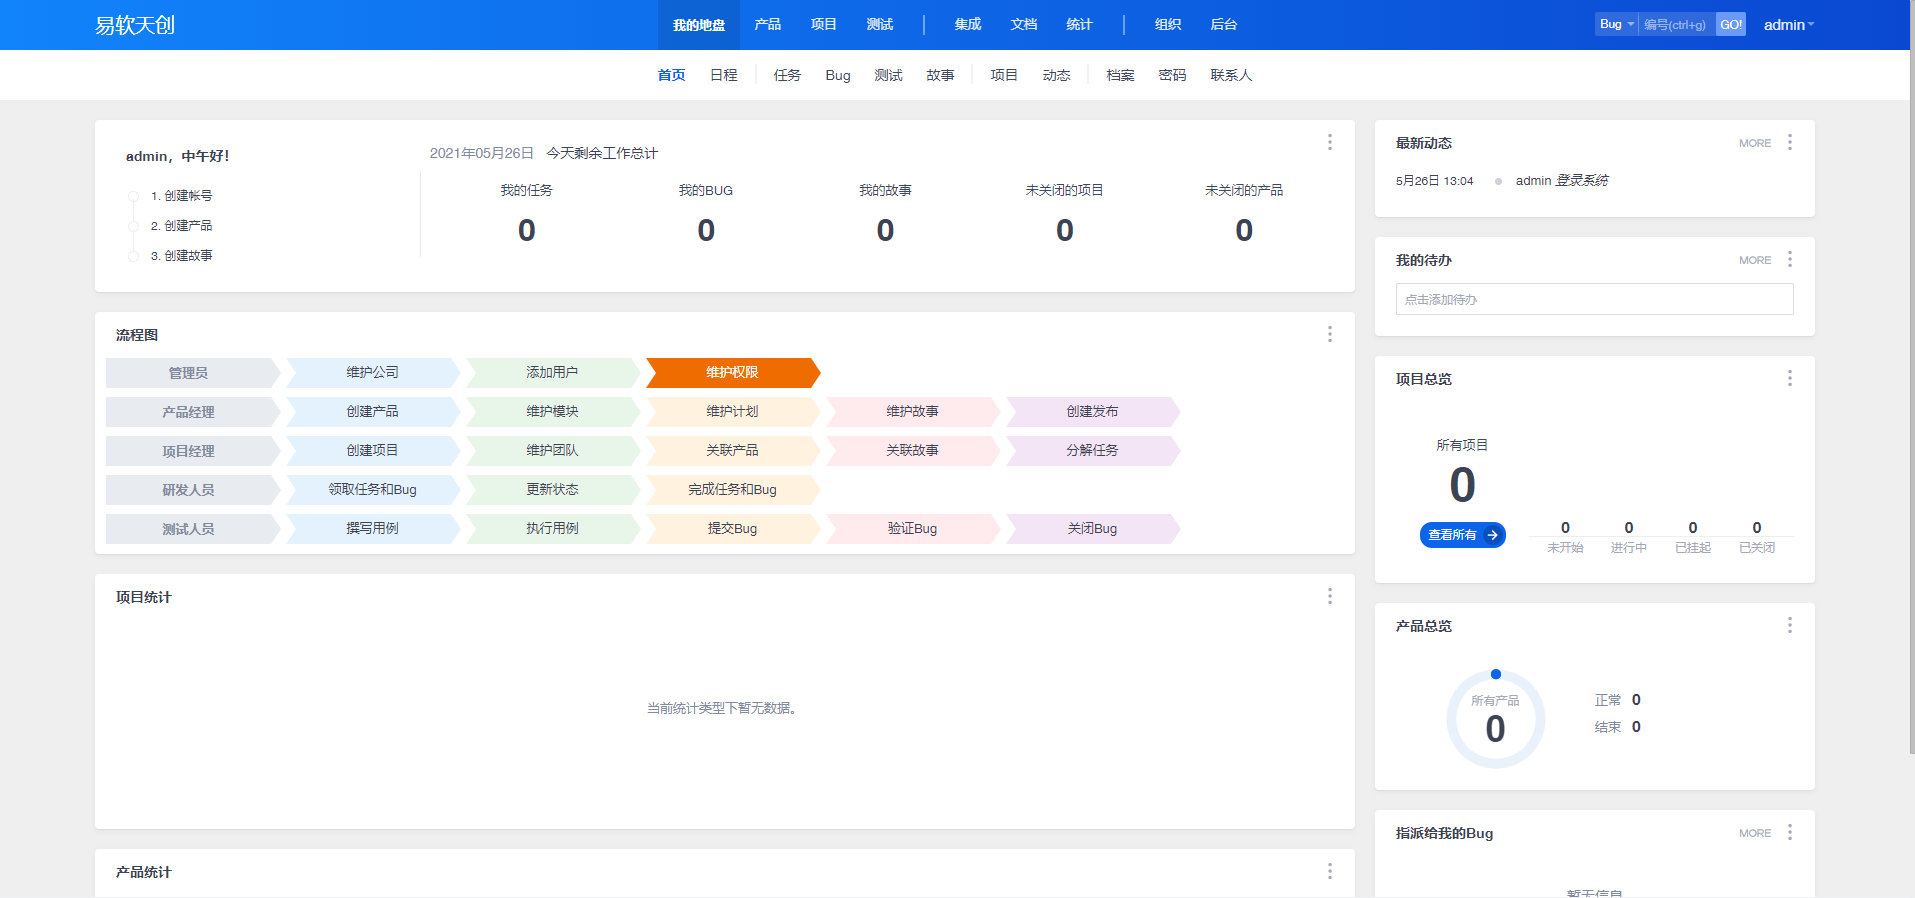 易软天创 我的地盘 产品 项目 测试 集成 文档 统计 组织 后台 Bug 编号(ctrl+g) GO! admin
首页 日程 任务 Bug 测试 故事 项目 动态 档案 密码 联系人
admin，中午好！
1. 创建帐号
2. 创建产品
3. 创建故事
2021年05月26日 今天剩余工作总计
我的任务 我的BUG 我的故事 未关闭的项目 未关闭的产品
0 0 0 0 0
流程图
管理员 维护公司 添加用户 维护权限
产品经理 创建产品 维护模块 维护计划 维护故事 创建发布
项目经理 创建项目 维护团队 关联产品 关联故事 分解任务
研发人员 领取任务和Bug 更新状态 完成任务和Bug
测试人员 撰写用例 执行用例 提交Bug 验证Bug 关闭Bug
项目统计
当前统计类型下暂无数据。
产品统计
最新动态 MORE
5月26日 13:04 admin 登录系统
我的待办 MORE
点击添加待办
项目总览
所有项目
0
查看所有
0 0 0 0
未开始 进行中 已挂起 已关闭
产品总览
所有产品
0
正常 0
结束 0
指派给我的Bug MORE
暂无信息